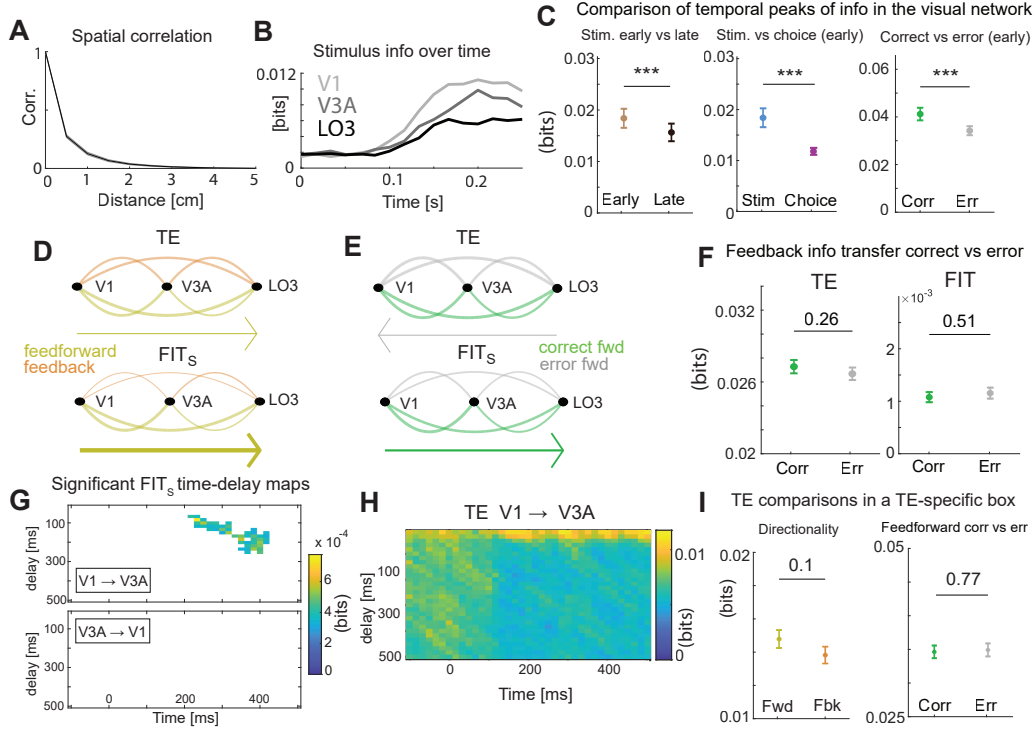 A
Spatial correlation
1
Corr.
0
0 1 2 3 4 5
Distance [cm]
B
Stimulus info over time
0.012
[bits]
0
V1
V3A
LO3
0.1 0.2
Time [s]
C
Comparison of temporal peaks of info in the visual network
Stim. early vs late
0.03
0.02
0.01
0
(bits)
***
Early Late
Stim. vs choice (early)
0.03
0.02
0.01
0
***
Stim Choice
Correct vs error (early)
0.06
0.04
0.02
0
***
Corr Err
D
TE
V1 V3A LO3
feedforward
feedback
FITS
V1 V3A LO3
E
TE
V1 V3A LO3
FITS
correct fwd
error fwd
V1 V3A LO3
F
Feedback info transfer correct vs error
TE
0.032
0.026
0.02
(bits)
0.26
Corr Err
FIT
×10-3
2
1
0
0.51
Corr Err
G
Significant FITS time-delay maps
100
300
500
delay [ms]
V1 → V3A
100
300
500
delay [ms]
V3A → V1
0 200 400
Time [ms]
x 10-4
8
6
4
2
0
(bits)
H
TE V1 → V3A
100
300
500
delay [ms]
0 200 400
Time [ms]
0.01
0
(bits)
I
TE comparisons in a TE-specific box
Directionality
0.02
0.01
(bits)
0.1
Fwd Fbk
Feedforward corr vs err
0.05
0.025
0.77
Corr Err